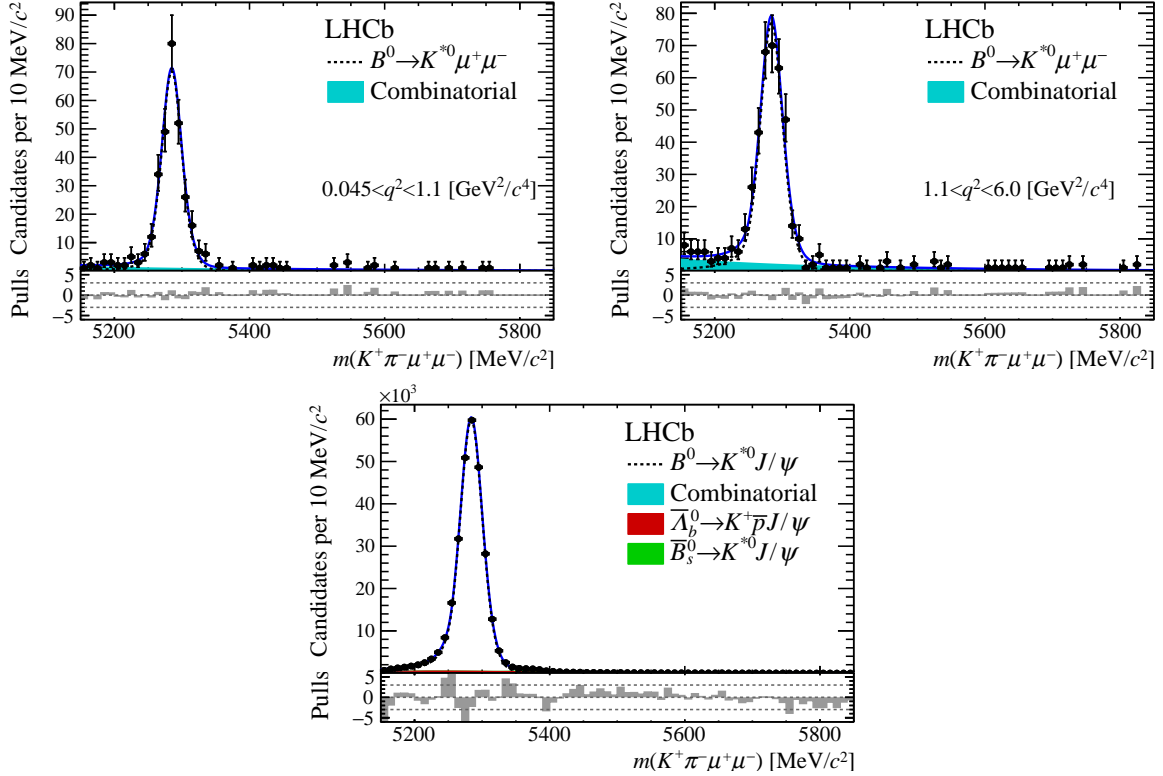 Candidates per 10 MeV/c²
90
80
70
60
50
40
30
20
10
LHCb
B⁰→K*⁰μ⁺μ⁻
Combinatorial
0.045<q²<1.1 [GeV²/c⁴]
Pulls
5
0
−5
5200 5400 5600 5800
m(K⁺π⁻μ⁺μ⁻) [MeV/c²]
Candidates per 10 MeV/c²
80
70
60
50
40
30
20
10
LHCb
B⁰→K*⁰μ⁺μ⁻
Combinatorial
1.1<q²<6.0 [GeV²/c⁴]
Pulls
5
0
−5
5200 5400 5600 5800
m(K⁺π⁻μ⁺μ⁻) [MeV/c²]
×10³
Candidates per 10 MeV/c²
60
50
40
30
20
10
LHCb
B⁰→K*⁰J/ψ
Combinatorial
Λ̅_b⁰→K⁺p̅J/ψ
B̅_s⁰→K*⁰J/ψ
Pulls
5
0
−5
5200 5400 5600 5800
m(K⁺π⁻μ⁺μ⁻) [MeV/c²]